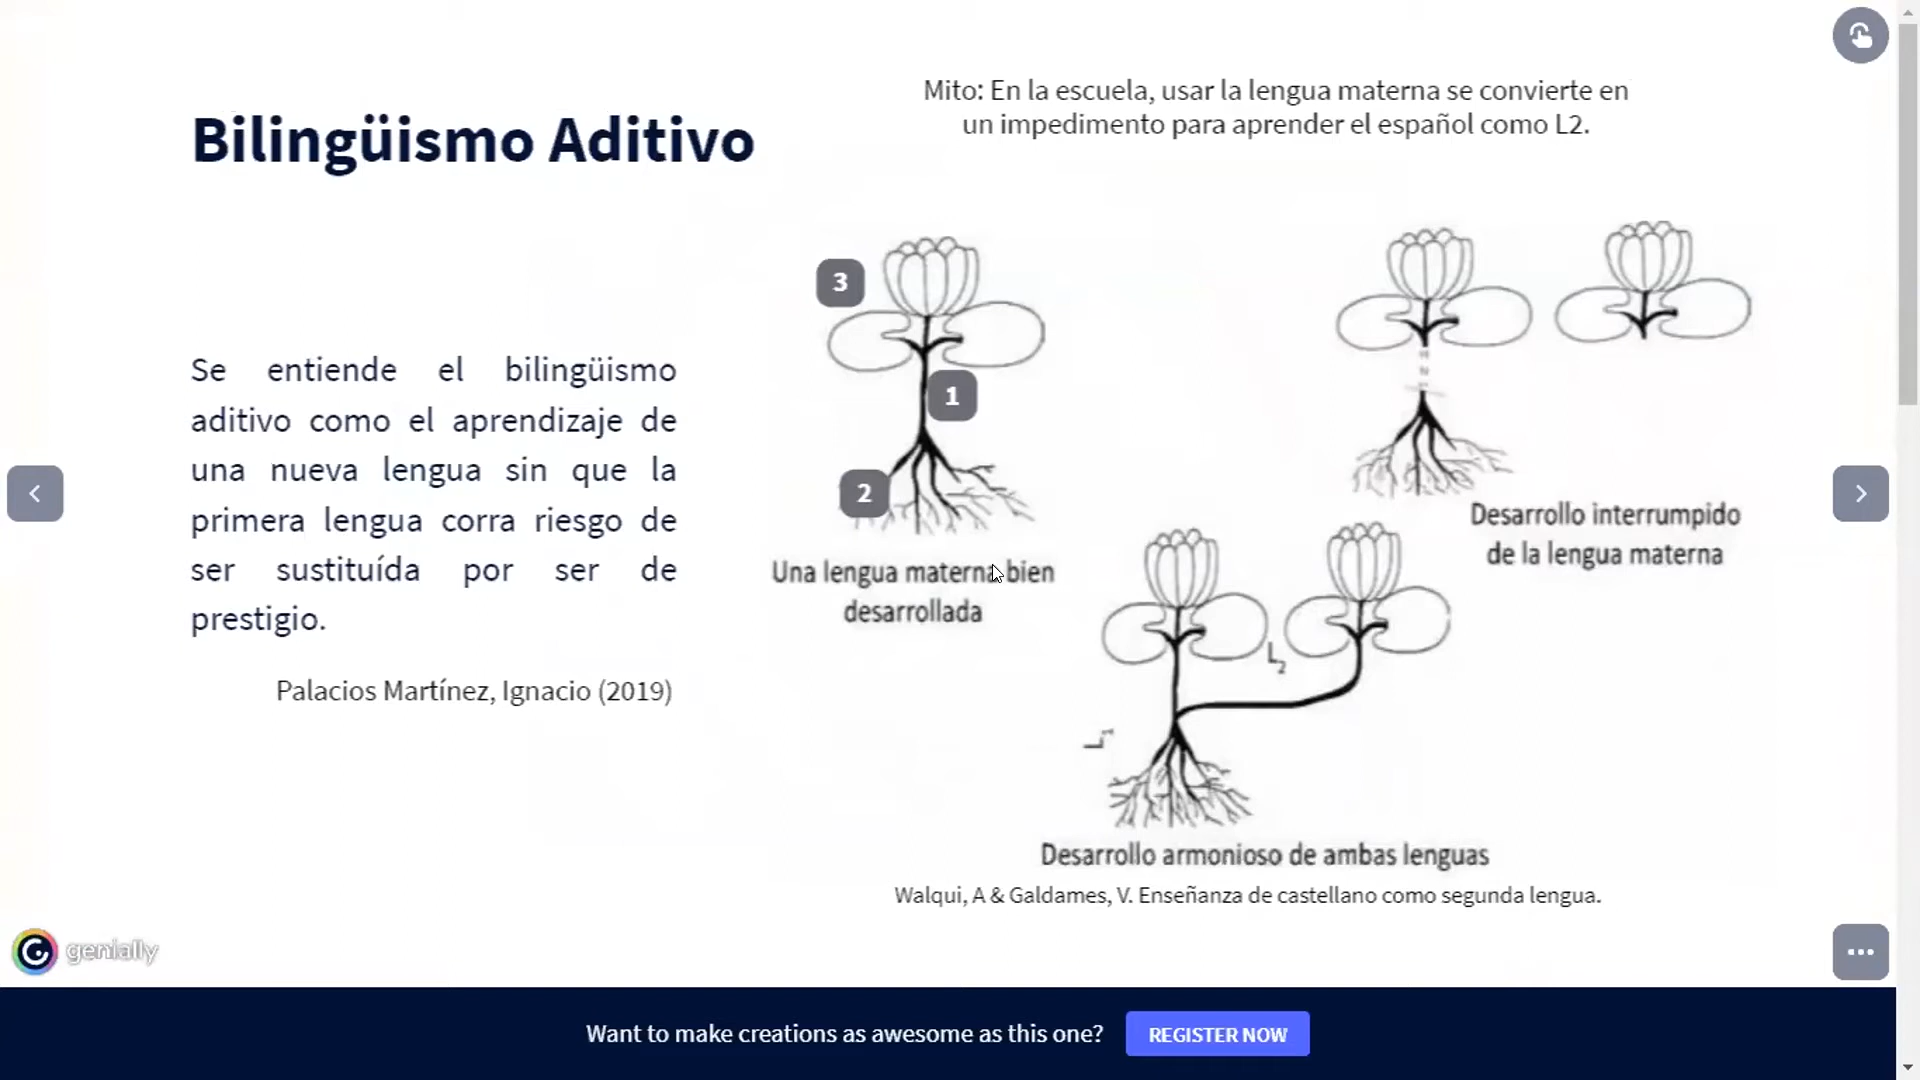 Mito: En la escuela, usar la lengua materna se convierte en
un impedimento para aprender el español como L2.
Bilingüismo Aditivo
Se entiende el bilingüismo
aditivo como el aprendizaje de
una nueva lengua sin que la
primera lengua corra riesgo de
ser sustituída por ser de
prestigio.
Palacios Martínez, Ignacio (2019)
3
1
2
Una lengua materna bien
desarrollada
Desarrollo interrumpido
de la lengua materna
L2
L1
Desarrollo armonioso de ambas lenguas
Walqui, A & Galdames, V. Enseñanza de castellano como segunda lengua.
genially
Want to make creations as awesome as this one?
REGISTER NOW